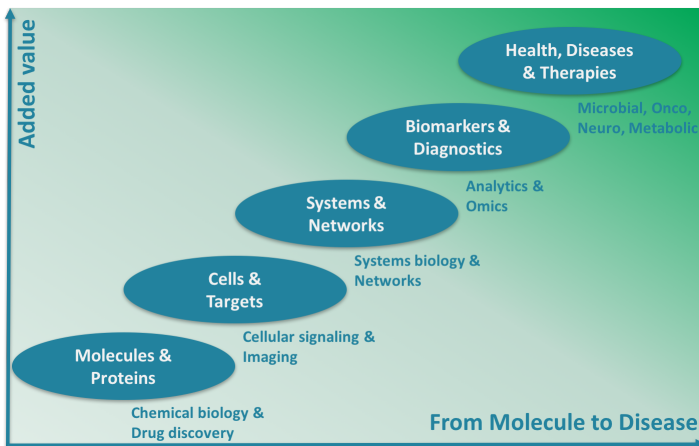 Added value
Health, Diseases
& Therapies
Microbial, Onco,
Neuro, Metabolic
Biomarkers &
Diagnostics
Analytics &
Omics
Systems &
Networks
Systems biology &
Networks
Cells &
Targets
Cellular signaling &
Imaging
Molecules &
Proteins
Chemical biology &
Drug discovery
From Molecule to Disease